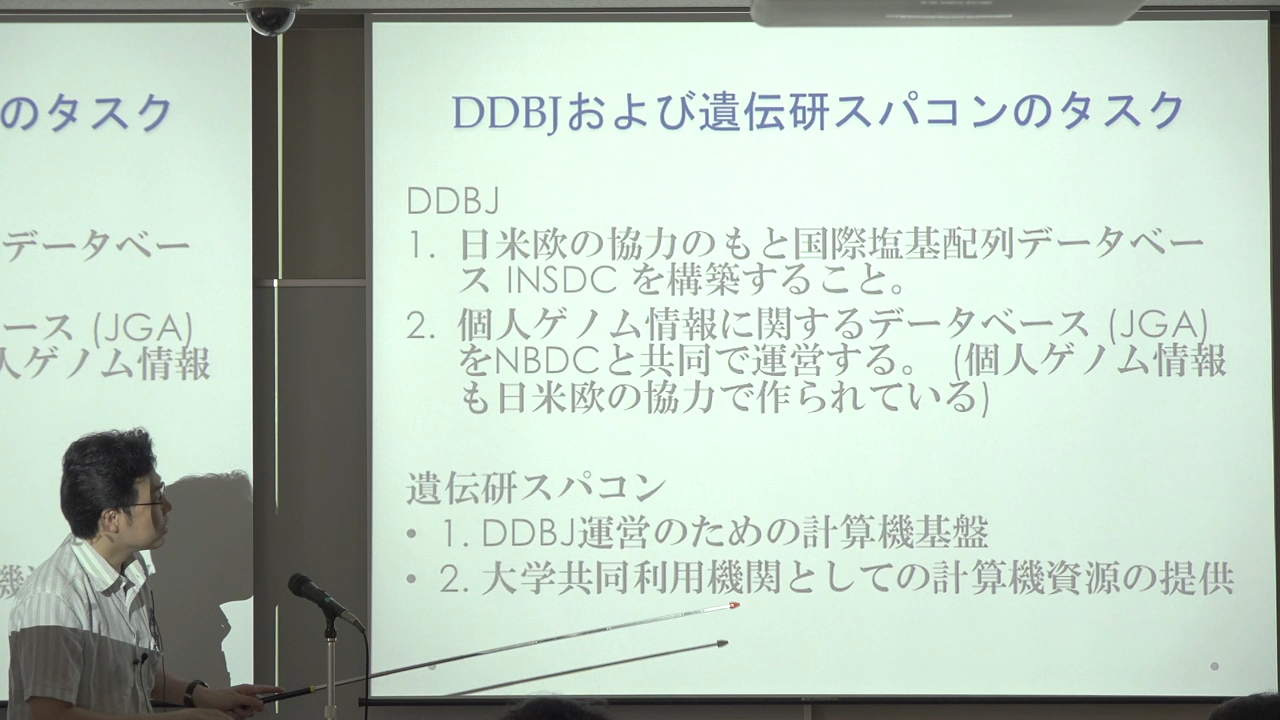 のタスク
データベー
ース (JGA)
人ゲノム情報
DDBJおよび遺伝研スパコンのタスク
DDBJ
1. 日米欧の協力のもと国際塩基配列データベー
ス INSDC を構築すること。
2. 個人ゲノム情報に関するデータベース (JGA)
をNBDCと共同で運営する。 (個人ゲノム情報
も日米欧の協力で作られている)
遺伝研スパコン
• 1. DDBJ運営のための計算機基盤
• 2. 大学共同利用機関としての計算機資源の提供